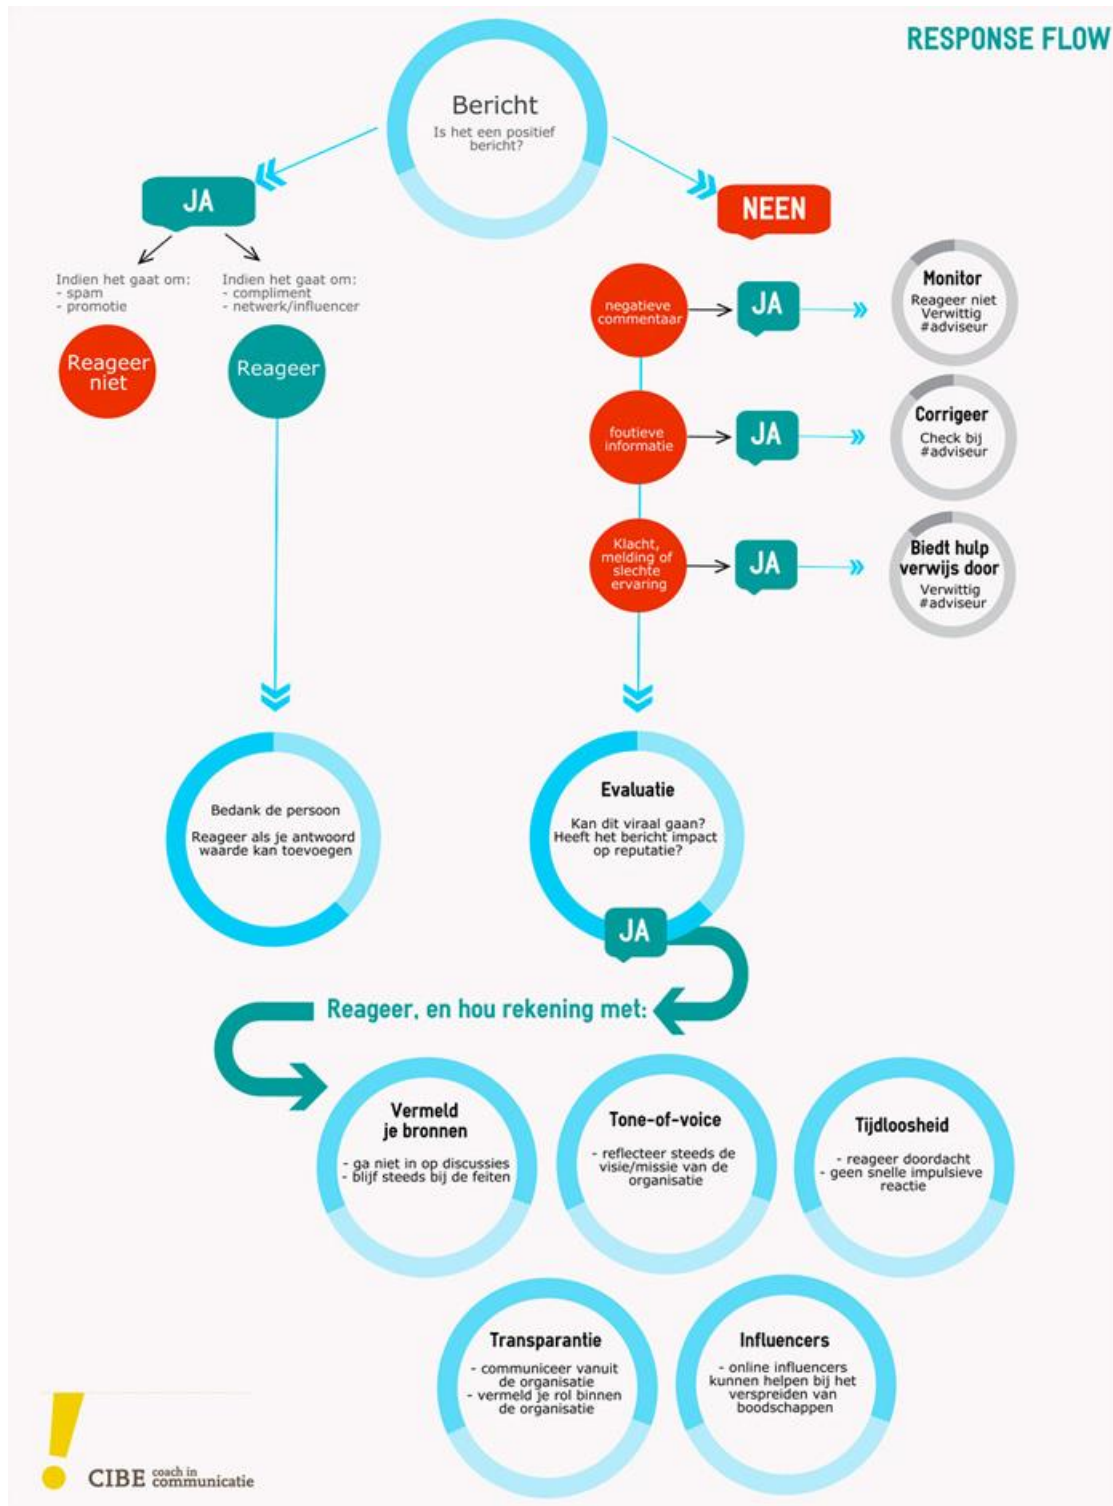 RESPONSE FLOW
Bericht
Is het een positief
bericht?
JA
NEEN
Indien het gaat om:
- spam
- promotie
Indien het gaat om:
- compliment
- netwerk/influencer
Reageer
niet
Reageer
negatieve
commentaar
JA
Monitor
Reageer niet
Verwittig
#adviseur
foutieve
informatie
JA
Corrigeer
Check bij
#adviseur
Klacht,
melding of
slechte
ervaring
JA
Biedt hulp
verwijs door
Verwittig
#adviseur
Bedank de persoon
Reageer als je antwoord
waarde kan toevoegen
Evaluatie
Kan dit viraal gaan?
Heeft het bericht impact
op reputatie?
JA
Reageer, en hou rekening met:
Vermeld
je bronnen
- ga niet in op discussies
- blijf steeds bij de feiten
Tone-of-voice
- reflecteer steeds de
visie/missie van de
organisatie
Tijdloosheid
- reageer doordacht
- geen snelle impulsieve
reactie
Transparantie
- communiceer vanuit
de organisatie
- vermeld je rol binnen
de organisatie
Influencers
- online influencers
kunnen helpen bij het
verspreiden van
boodschappen
CIBE coach in
communicatie